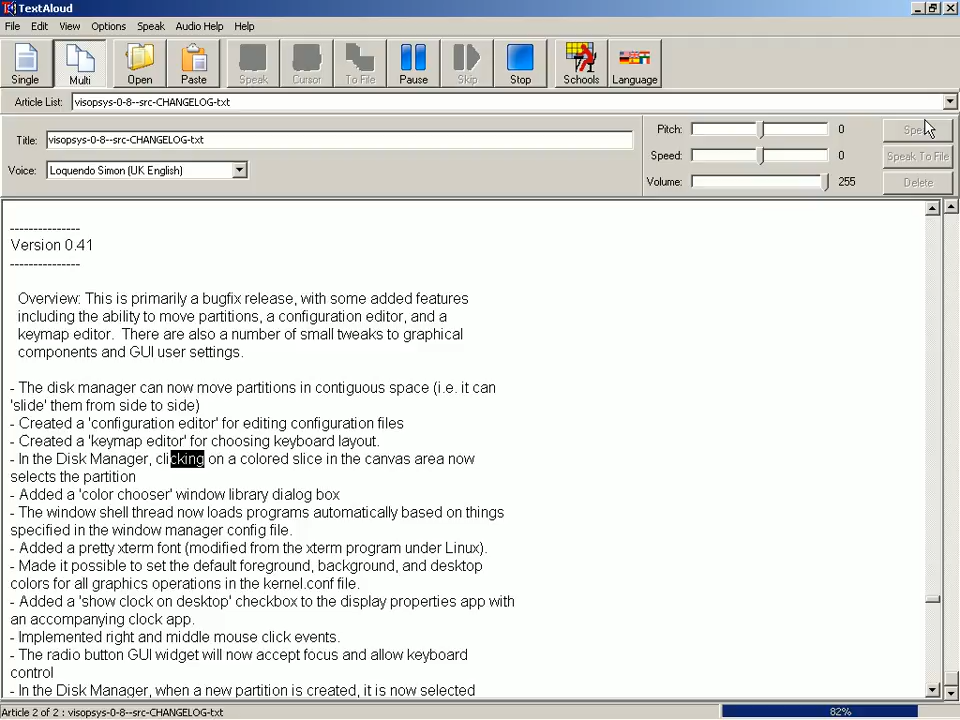 TextAloud
File Edit View Options Speak Audio Help Help
Single Multi Open Paste Speak Cursor To File Pause Skip Stop Schools Language
Article List: visopsys-0-8--src-CHANGELOG-txt
Title: visopsys-0-8--src-CHANGELOG-txt
Voice: Loquendo Simon (UK English)
Pitch: 0
Speed: 0
Volume: 255
Speak
Speak To File
Delete
---------------
Version 0.41
---------------
Overview: This is primarily a bugfix release, with some added features
including the ability to move partitions, a configuration editor, and a
keymap editor.  There are also a number of small tweaks to graphical
components and GUI user settings.
- The disk manager can now move partitions in contiguous space (i.e. it can
'slide' them from side to side)
- Created a 'configuration editor' for editing configuration files
- Created a 'keymap editor' for choosing keyboard layout.
- In the Disk Manager, clicking on a colored slice in the canvas area now
selects the partition
- Added a 'color chooser' window library dialog box
- The window shell thread now loads programs automatically based on things
specified in the window manager config file.
- Added a pretty xterm font (modified from the xterm program under Linux).
- Made it possible to set the default foreground, background, and desktop
colors for all graphics operations in the kernel.conf file.
- Added a 'show clock on desktop' checkbox to the display properties app with
an accompanying clock app.
- Implemented right and middle mouse click events.
- The radio button GUI widget will now accept focus and allow keyboard
control
- In the Disk Manager, when a new partition is created, it is now selected
Article 2 of 2 : visopsys-0-8--src-CHANGELOG-txt
82%